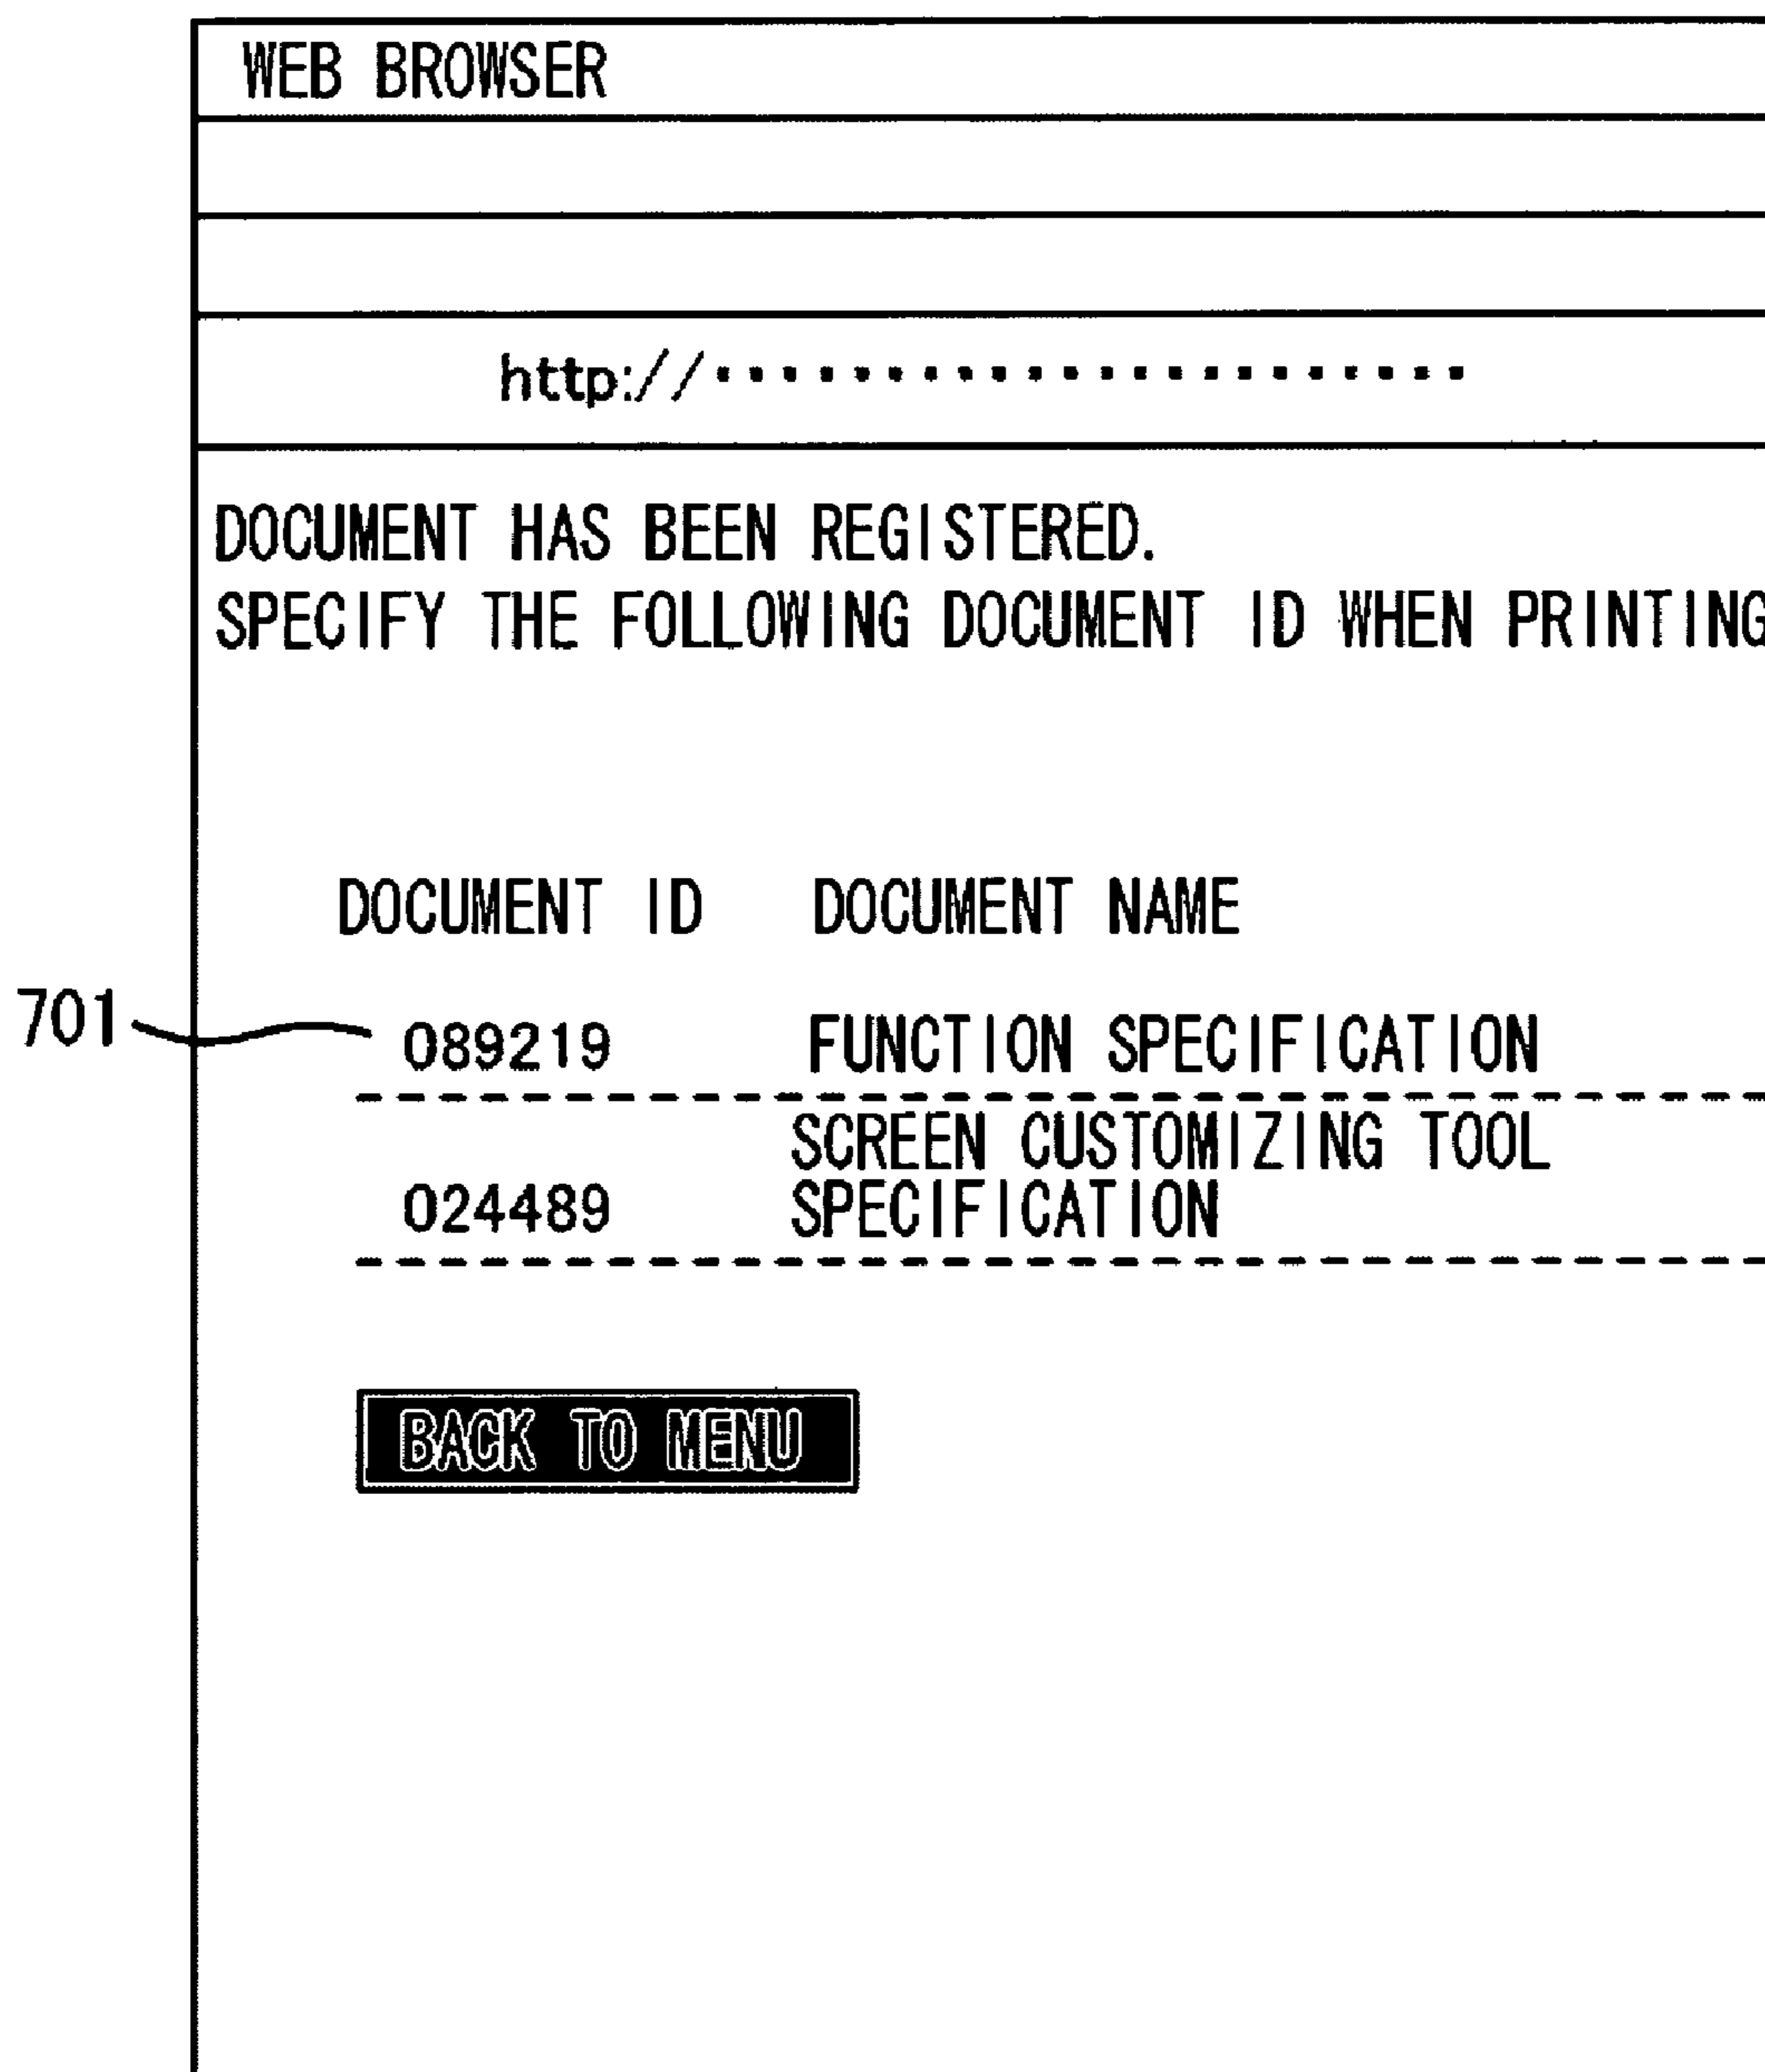 WEB BROWSER
http://・・・・・・・・・・・・・・・・・・・・・・
DOCUMENT HAS BEEN REGISTERED.
SPECIFY THE FOLLOWING DOCUMENT ID WHEN PRINTING
DOCUMENT ID DOCUMENT NAME
701 089219 FUNCTION SPECIFICATION
SCREEN CUSTOMIZING TOOL
024489 SPECIFICATION
BACK TO MENU